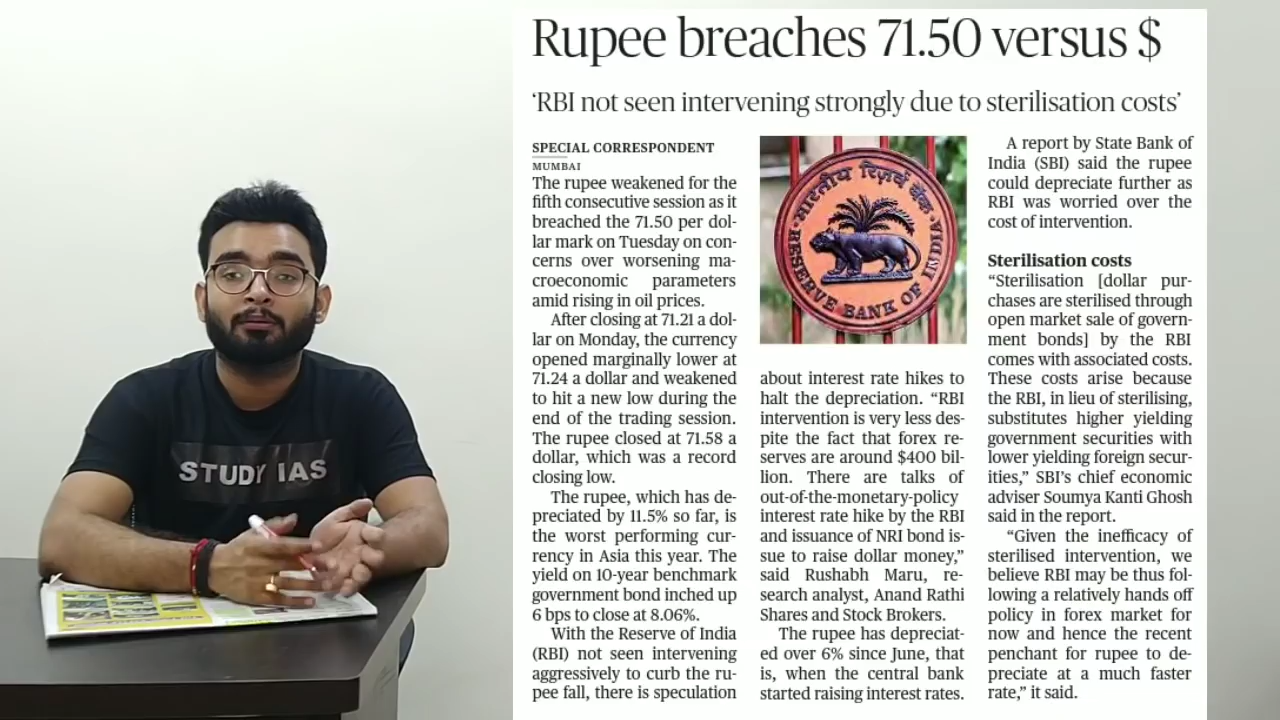 STUDY IAS
Rupee breaches 71.50 versus $
‘RBI not seen intervening strongly due to sterilisation costs’
SPECIAL CORRESPONDENT
MUMBAI
The rupee weakened for the
fifth consecutive session as it
breached the 71.50 per dol-
lar mark on Tuesday on con-
cerns over worsening ma-
croeconomic parameters
amid rising in oil prices.
After closing at 71.21 a dol-
lar on Monday, the currency
opened marginally lower at
71.24 a dollar and weakened
to hit a new low during the
end of the trading session.
The rupee closed at 71.58 a
dollar, which was a record
closing low.
The rupee, which has de-
preciated by 11.5% so far, is
the worst performing cur-
rency in Asia this year. The
yield on 10-year benchmark
government bond inched up
6 bps to close at 8.06%.
With the Reserve of India
(RBI) not seen intervening
aggressively to curb the ru-
pee fall, there is speculation
भारतीय रिज़र्व बैंक
RESERVE BANK OF INDIA
about interest rate hikes to
halt the depreciation. “RBI
intervention is very less des-
pite the fact that forex re-
serves are around $400 bil-
lion. There are talks of
out-of-the-monetary-policy
interest rate hike by the RBI
and issuance of NRI bond is-
sue to raise dollar money,”
said Rushabh Maru, re-
search analyst, Anand Rathi
Shares and Stock Brokers.
The rupee has depreciat-
ed over 6% since June, that
is, when the central bank
started raising interest rates.
A report by State Bank of
India (SBI) said the rupee
could depreciate further as
RBI was worried over the
cost of intervention.
Sterilisation costs
“Sterilisation [dollar pur-
chases are sterilised through
open market sale of govern-
ment bonds] by the RBI
comes with associated costs.
These costs arise because
the RBI, in lieu of sterilising,
substitutes higher yielding
government securities with
lower yielding foreign secur-
ities,” SBI’s chief economic
adviser Soumya Kanti Ghosh
said in the report.
“Given the inefficacy of
sterilised intervention, we
believe RBI may be thus fol-
lowing a relatively hands off
policy in forex market for
now and hence the recent
penchant for rupee to de-
preciate at a much faster
rate,” it said.